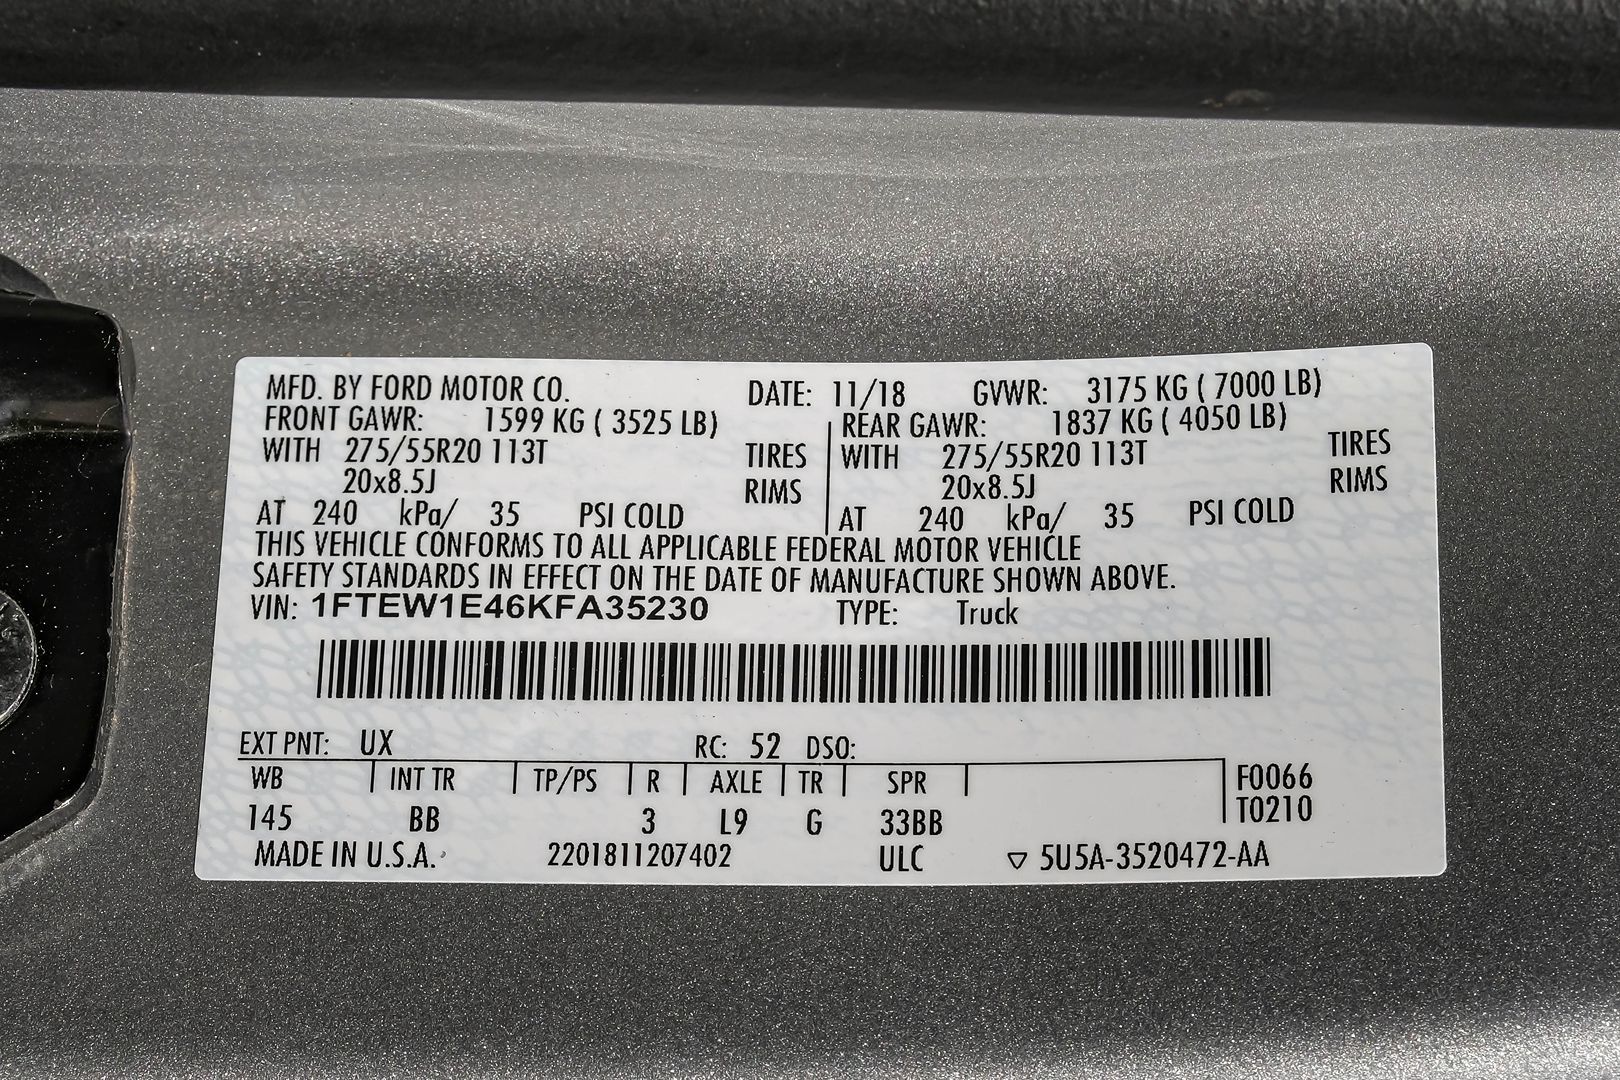 MFD. BY FORD MOTOR CO. DATE: 11/18 GVWR: 3175 KG ( 7000 LB)
FRONT GAWR: 1599 KG ( 3525 LB) REAR GAWR: 1837 KG ( 4050 LB)
WITH 275/55R20 113T TIRES WITH 275/55R20 113T TIRES
20x8.5J RIMS 20x8.5J RIMS
AT 240 kPa/ 35 PSI COLD AT 240 kPa/ 35 PSI COLD
THIS VEHICLE CONFORMS TO ALL APPLICABLE FEDERAL MOTOR VEHICLE
SAFETY STANDARDS IN EFFECT ON THE DATE OF MANUFACTURE SHOWN ABOVE.
VIN: 1FTEW1E46KFA35230 TYPE: Truck
EXT PNT: UX RC: 52 DSO:
WB INT TR TP/PS R AXLE TR SPR F0066
145 BB 3 L9 G 33BB T0210
MADE IN U.S.A. 2201811207402 ULC ▽ 5U5A-3520472-AA